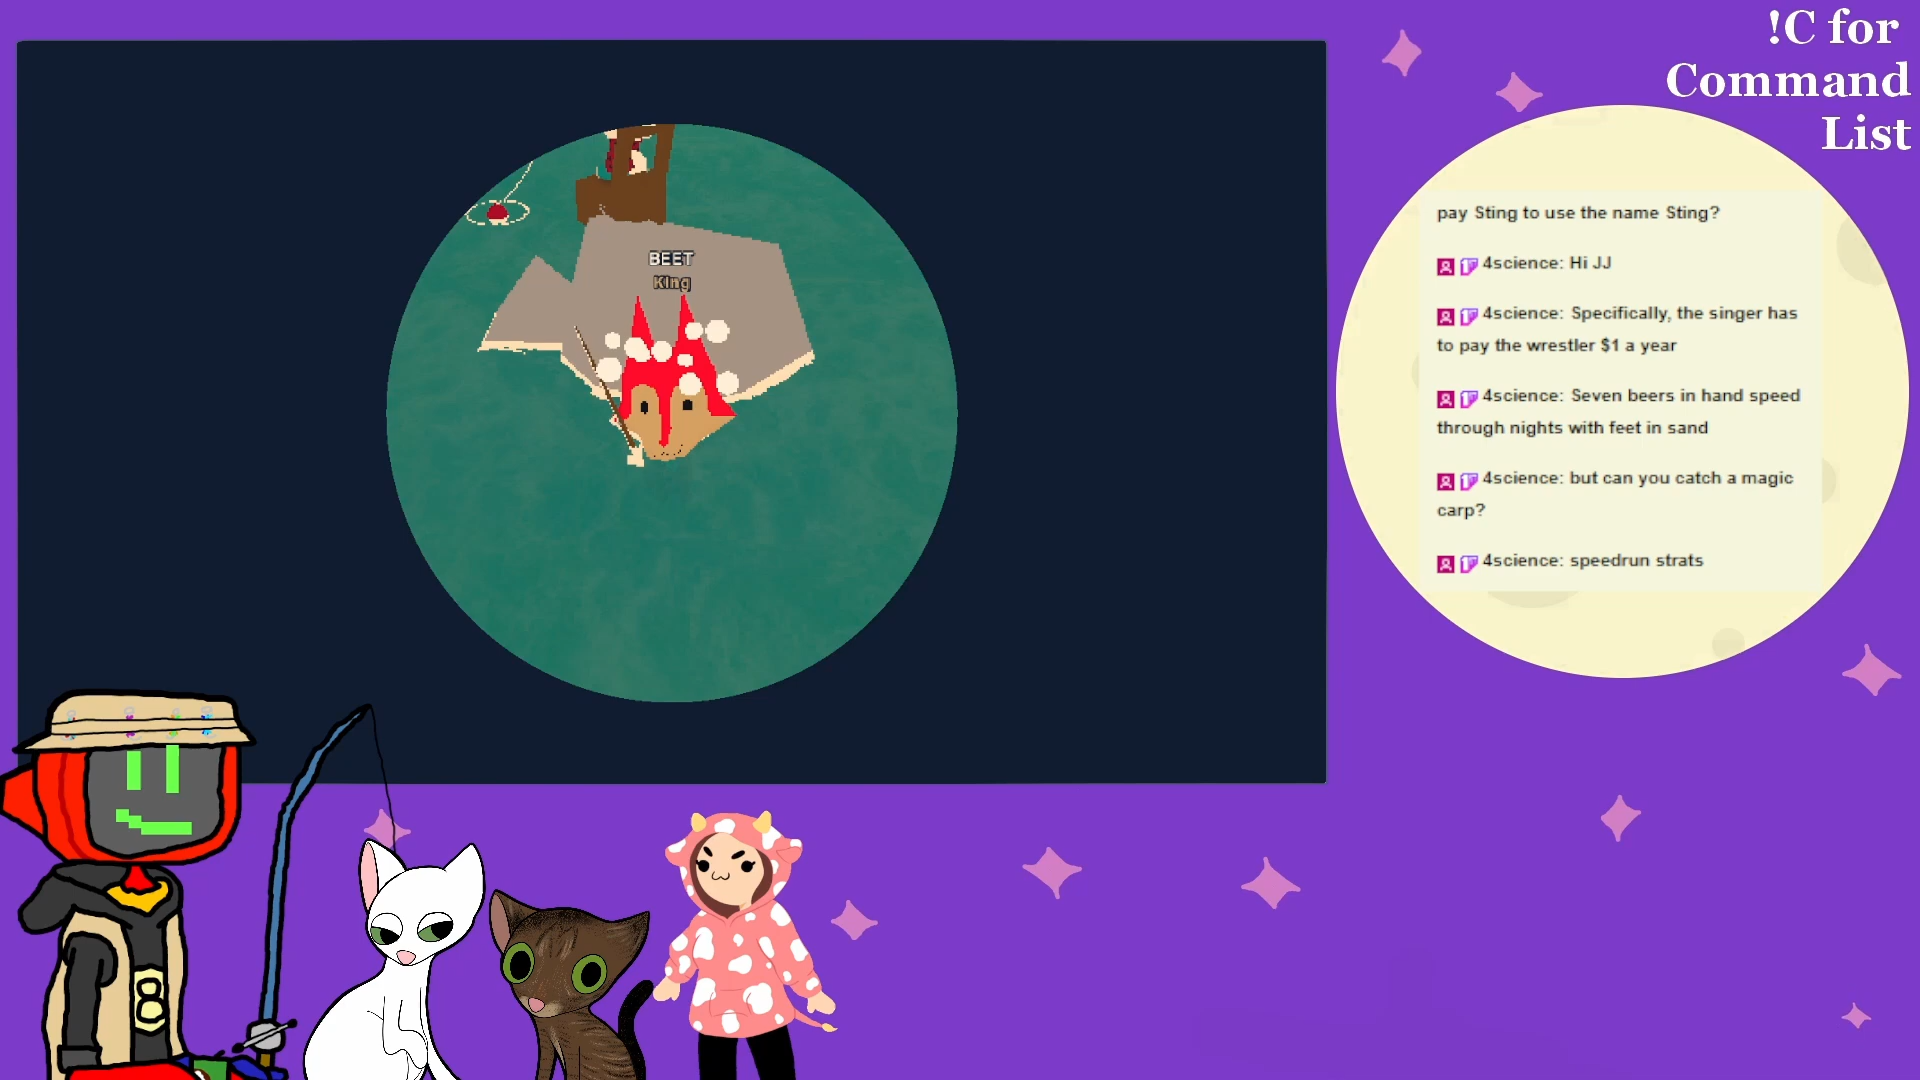 !C for
Command
List
BEET
King
pay Sting to use the name Sting?
4science: Hi JJ
4science: Specifically, the singer has
to pay the wrestler $1 a year
4science: Seven beers in hand speed
through nights with feet in sand
4science: but can you catch a magic
carp?
4science: speedrun strats
8